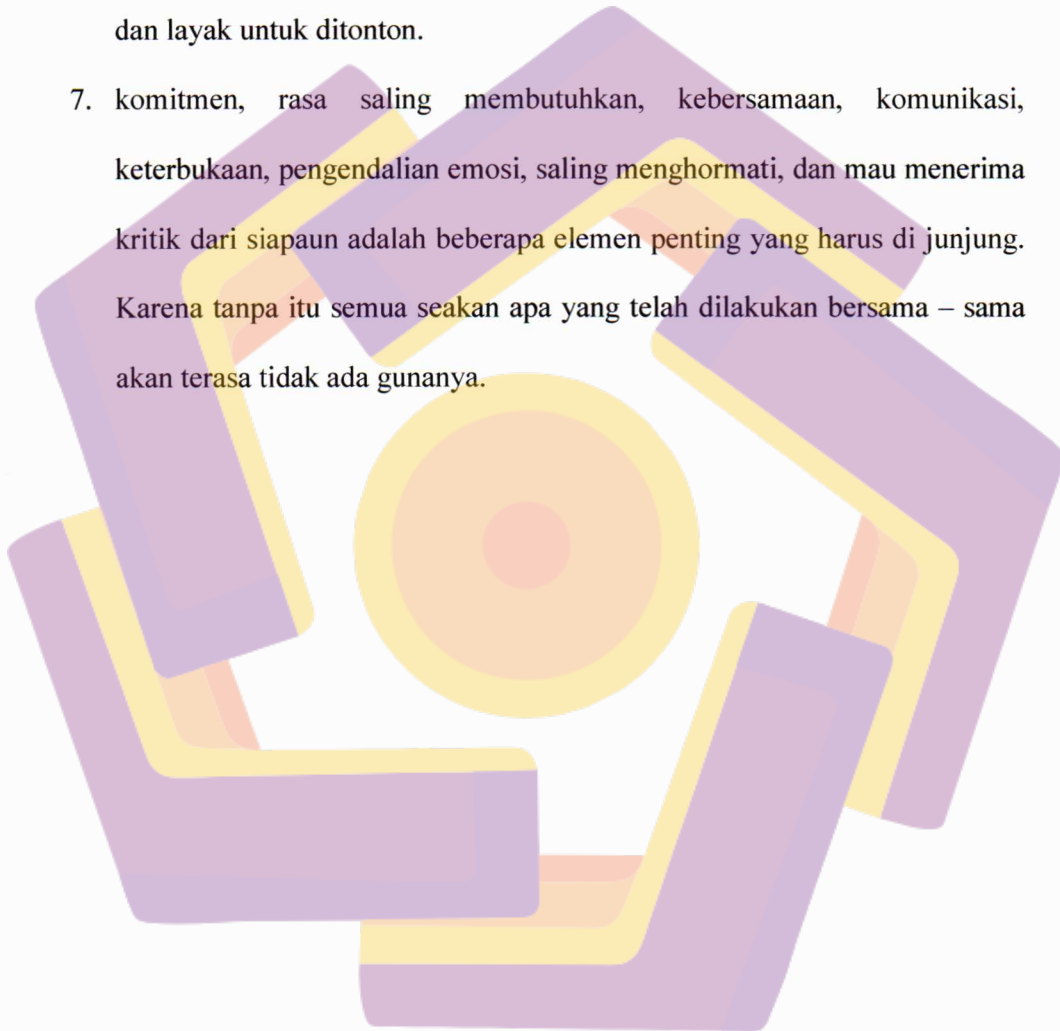 dan layak untuk ditonton.
7. komitmen, rasa saling membutuhkan, kebersamaan, komunikasi,
keterbukaan, pengendalian emosi, saling menghormati, dan mau menerima
kritik dari siapaun adalah beberapa elemen penting yang harus di junjung.
Karena tanpa itu semua seakan apa yang telah dilakukan bersama – sama
akan terasa tidak ada gunanya.